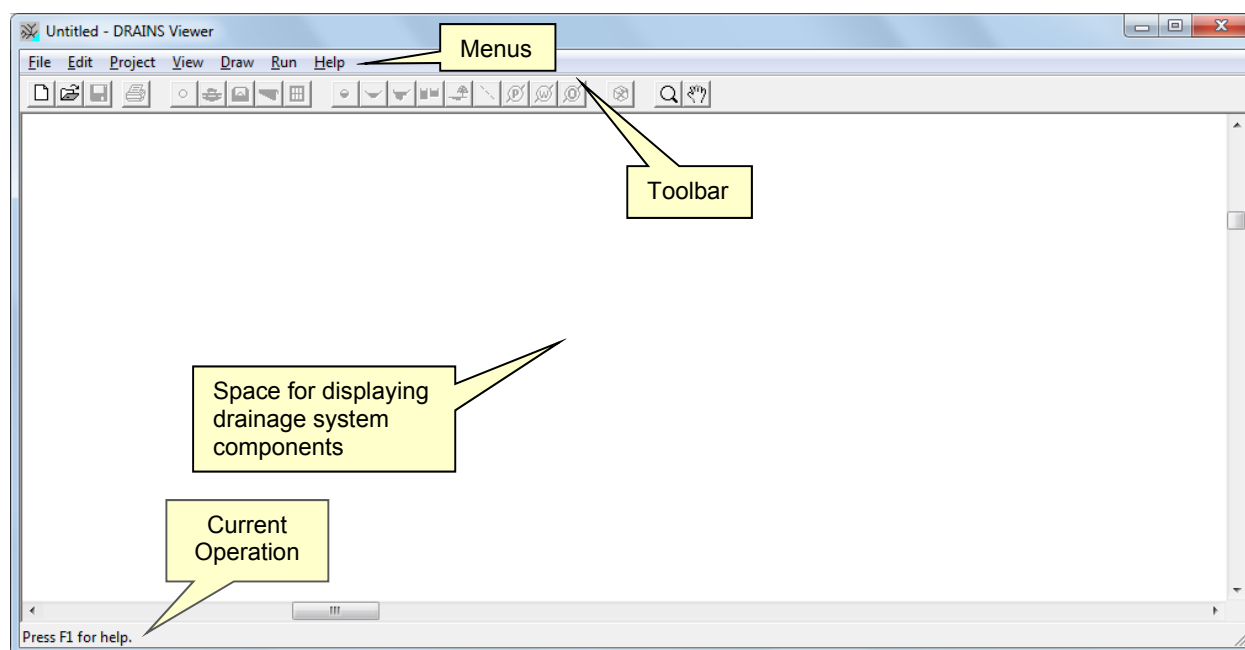 Untitled - DRAINS Viewer
Menus
File Edit Project View Draw Run Help
Toolbar
Space for displaying
drainage system
components
Current
Operation
Press F1 for help.